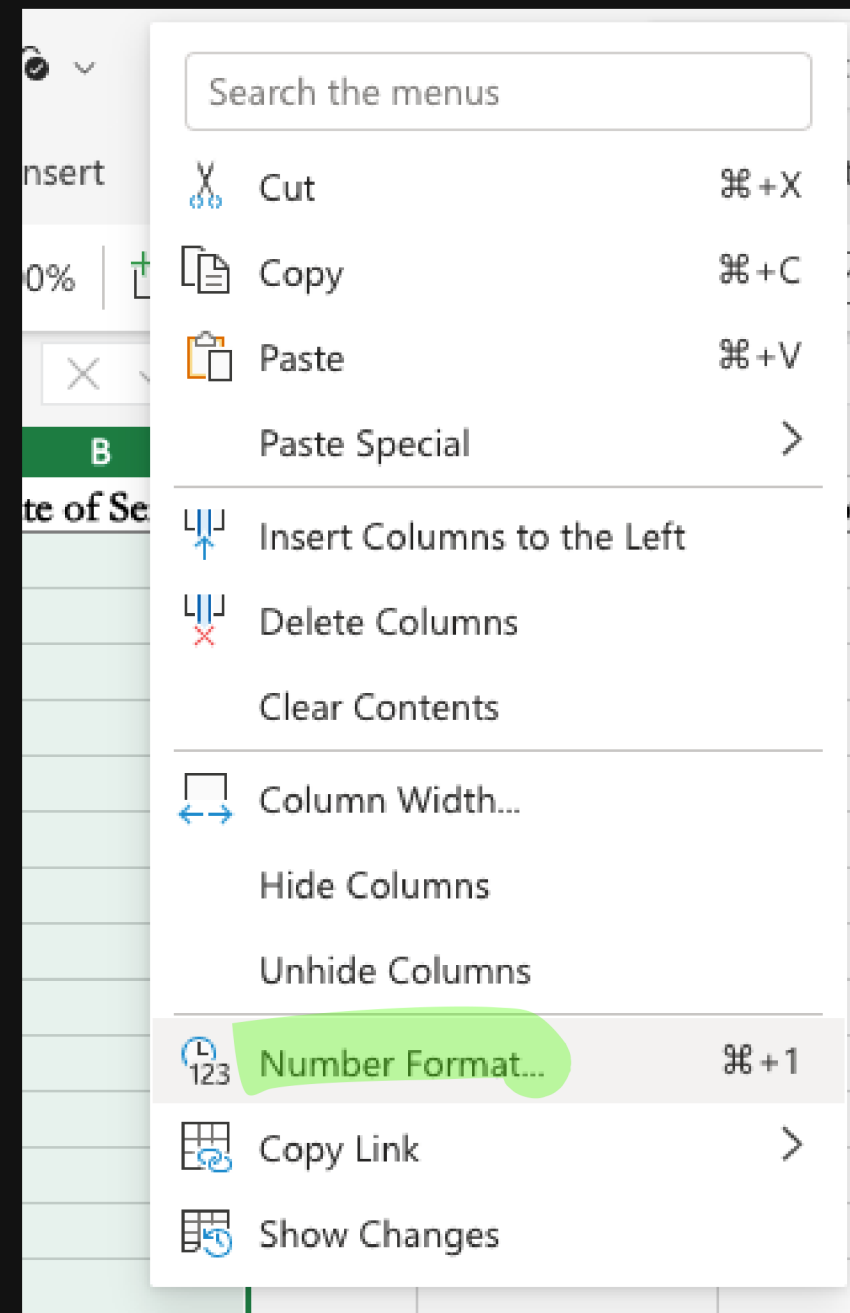 Search the menus
nsert
Cut ⌘+X
0%
Copy ⌘+C
Paste ⌘+V
Paste Special
B
te of Se
Insert Columns to the Left
Delete Columns
Clear Contents
Column Width...
Hide Columns
Unhide Columns
123 Number Format... ⌘+1
Copy Link
Show Changes